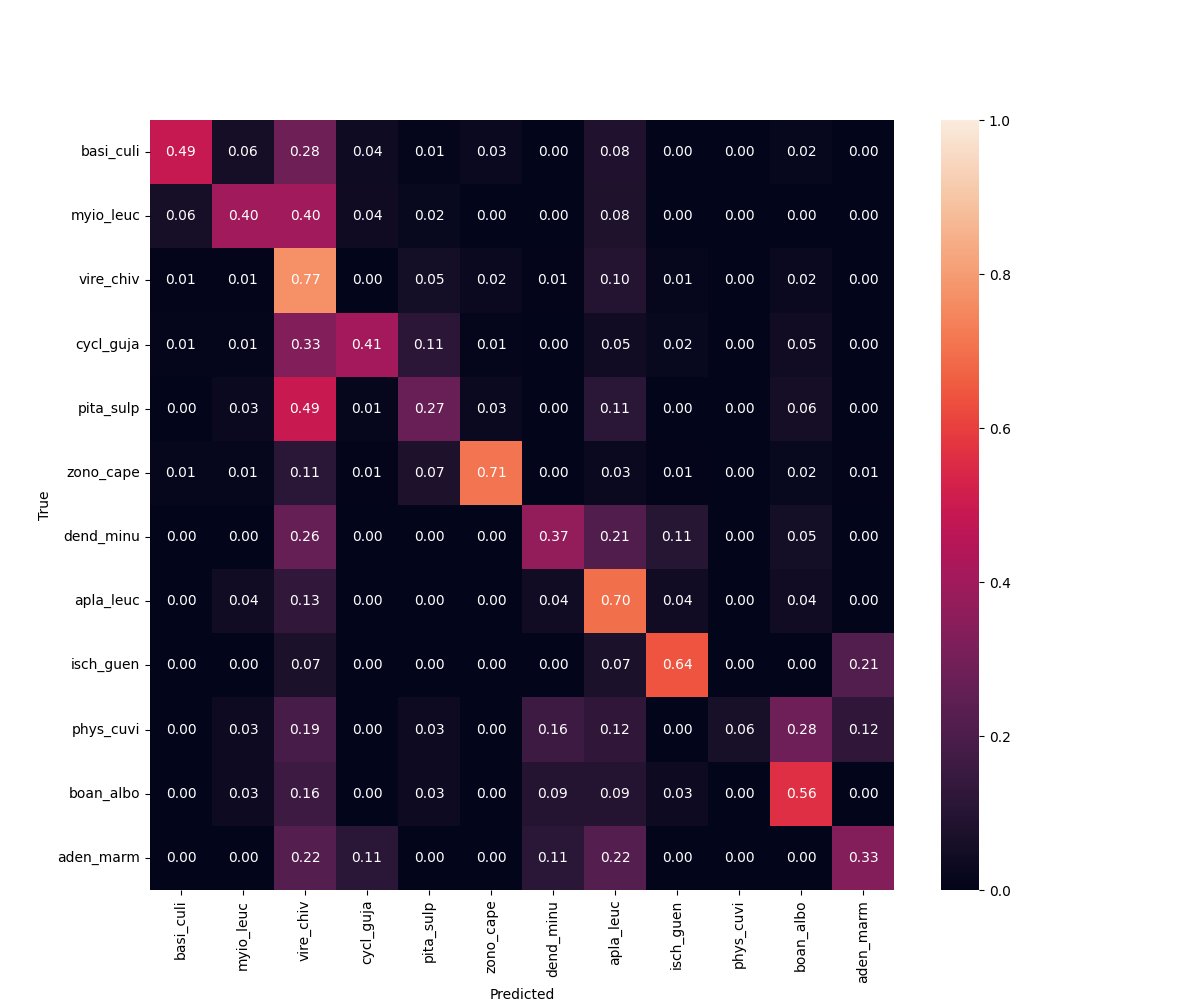 basi_culi 0.49 0.06 0.28 0.04 0.01 0.03 0.00 0.08 0.00 0.00 0.02 0.00
myio_leuc 0.06 0.40 0.40 0.04 0.02 0.00 0.00 0.08 0.00 0.00 0.00 0.00
vire_chiv 0.01 0.01 0.77 0.00 0.05 0.02 0.01 0.10 0.01 0.00 0.02 0.00
cycl_guja 0.01 0.01 0.33 0.41 0.11 0.01 0.00 0.05 0.02 0.00 0.05 0.00
pita_sulp 0.00 0.03 0.49 0.01 0.27 0.03 0.00 0.11 0.00 0.00 0.06 0.00
zono_cape 0.01 0.01 0.11 0.01 0.07 0.71 0.00 0.03 0.01 0.00 0.02 0.01
dend_minu 0.00 0.00 0.26 0.00 0.00 0.00 0.37 0.21 0.11 0.00 0.05 0.00
apla_leuc 0.00 0.04 0.13 0.00 0.00 0.00 0.04 0.70 0.04 0.00 0.04 0.00
isch_guen 0.00 0.00 0.07 0.00 0.00 0.00 0.00 0.07 0.64 0.00 0.00 0.21
phys_cuvi 0.00 0.03 0.19 0.00 0.03 0.00 0.16 0.12 0.00 0.06 0.28 0.12
boan_albo 0.00 0.03 0.16 0.00 0.03 0.00 0.09 0.09 0.03 0.00 0.56 0.00
aden_marm 0.00 0.00 0.22 0.11 0.00 0.00 0.11 0.22 0.00 0.00 0.00 0.33
True
basi_culi myio_leuc vire_chiv cycl_guja pita_sulp zono_cape dend_minu apla_leuc isch_guen phys_cuvi boan_albo aden_marm
Predicted
1.0
0.8
0.6
0.4
0.2
0.0